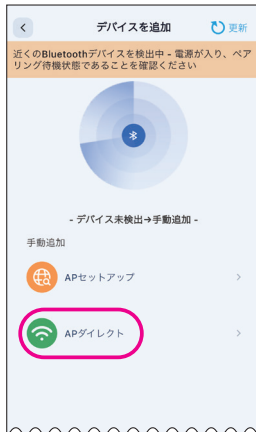 デバイスを追加
更新
近くのBluetoothデバイスを検出中 - 電源が入り、ペア
リング待機状態であることを確認ください
- デバイス未検出→手動追加 -
手動追加
APセットアップ
APダイレクト